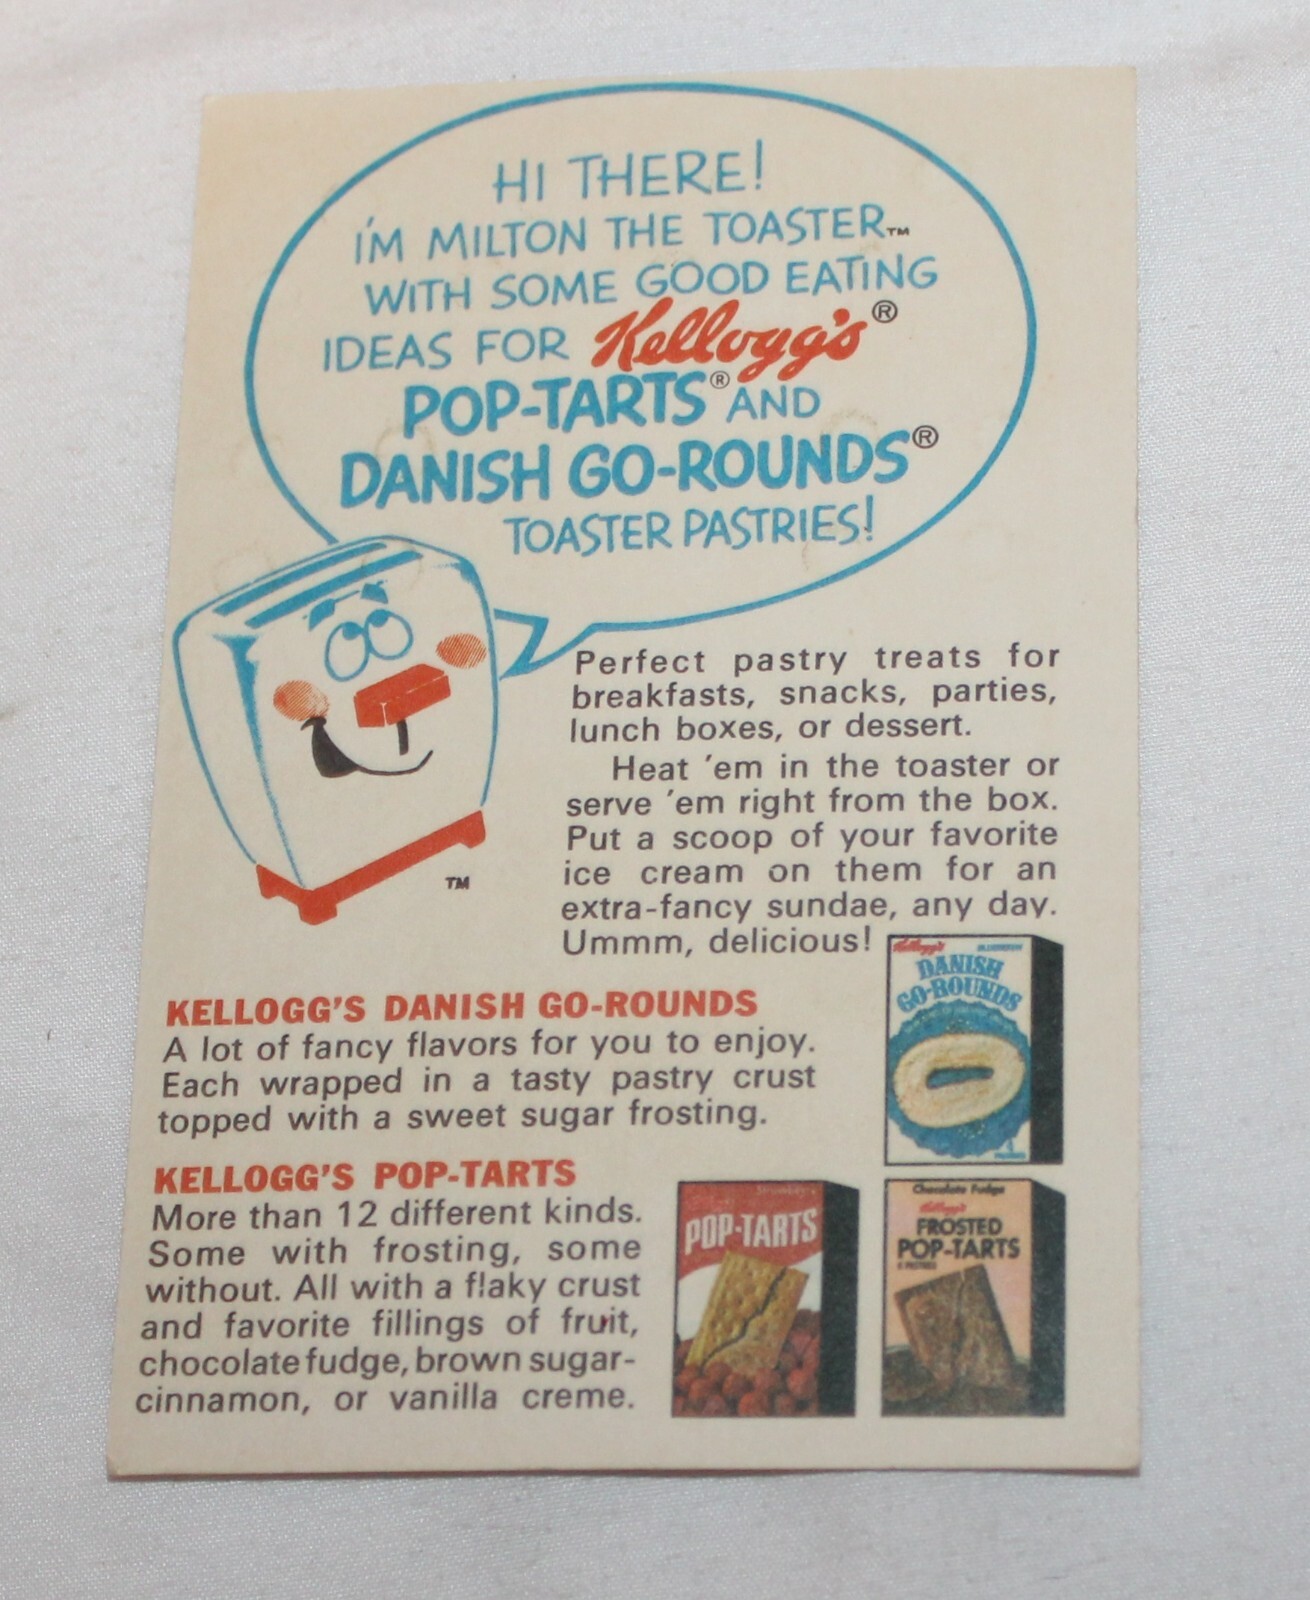 HI THERE!
I'M MILTON THE TOASTER™
WITH SOME GOOD EATING
IDEAS FOR Kellogg's®
POP-TARTS® AND
DANISH GO-ROUNDS®
TOASTER PASTRIES!
TM
Perfect pastry treats for
breakfasts, snacks, parties,
lunch boxes, or dessert.
Heat 'em in the toaster or
serve 'em right from the box.
Put a scoop of your favorite
ice cream on them for an
extra-fancy sundae, any day.
Ummm, delicious!
KELLOGG'S DANISH GO-ROUNDS
A lot of fancy flavors for you to enjoy.
Each wrapped in a tasty pastry crust
topped with a sweet sugar frosting.
Kellogg's
DANISH
GO-ROUNDS
KELLOGG'S POP-TARTS
More than 12 different kinds.
Some with frosting, some
without. All with a flaky crust
and favorite fillings of fruit,
chocolate fudge, brown sugar-
cinnamon, or vanilla creme.
POP-TARTS
Chocolate Fudge
Kellogg's
FROSTED
POP-TARTS